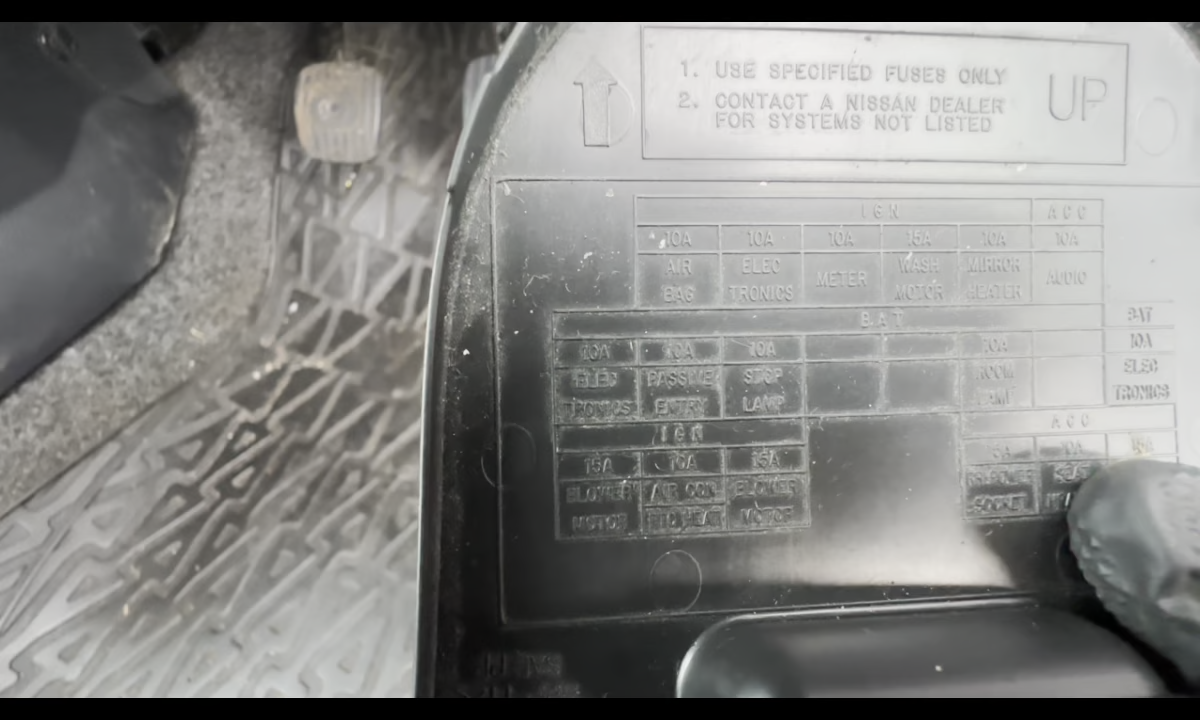 1. USE SPECIFIED FUSES ONLY
2. CONTACT A NISSAN DEALER
FOR SYSTEMS NOT LISTED
UP
IGN ACC
10A 10A 10A 15A 10A 10A
AIR BAG ELEC TRONICS METER WASH MOTOR MIRROR HEATER AUDIO
BAT BAT
10A 10A 10A 10A 10A
ELEC TRONICS PASSIVE ENTRY STOP LAMP ROOM LAMP ELEC TRONICS
IGN ACC
15A 10A 15A 10A 15A
BLOWER MOTOR AIR CON BLOWER MOTOR SOCKET